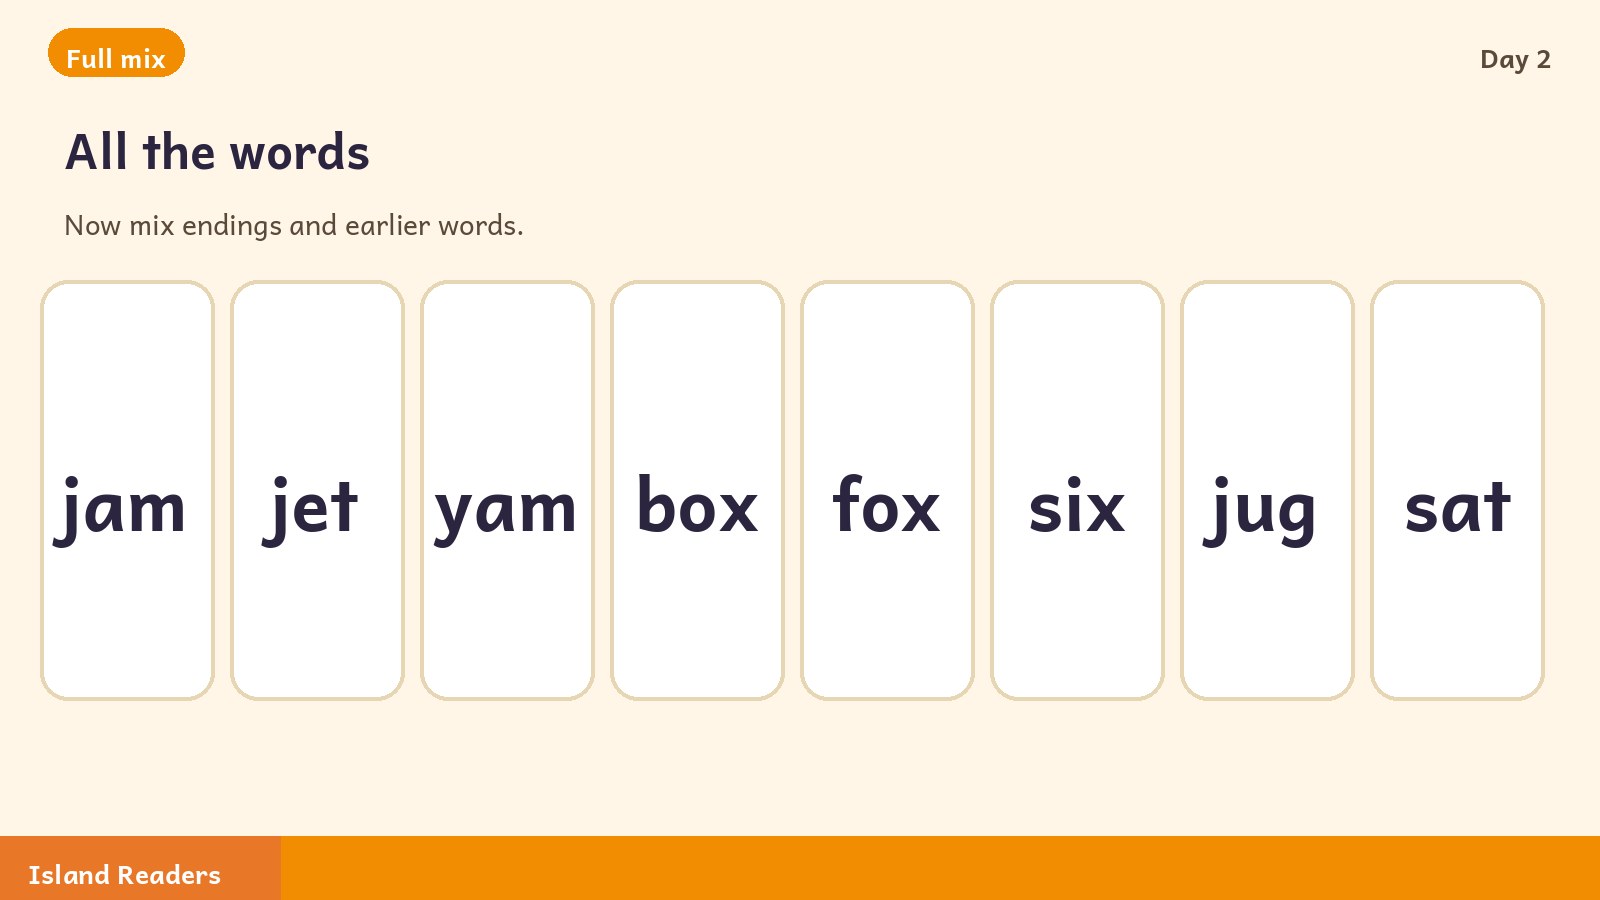 Full mix
Day 2
All the words
Now mix endings and earlier words.
jam jet yam box fox six jug sat
Island Readers